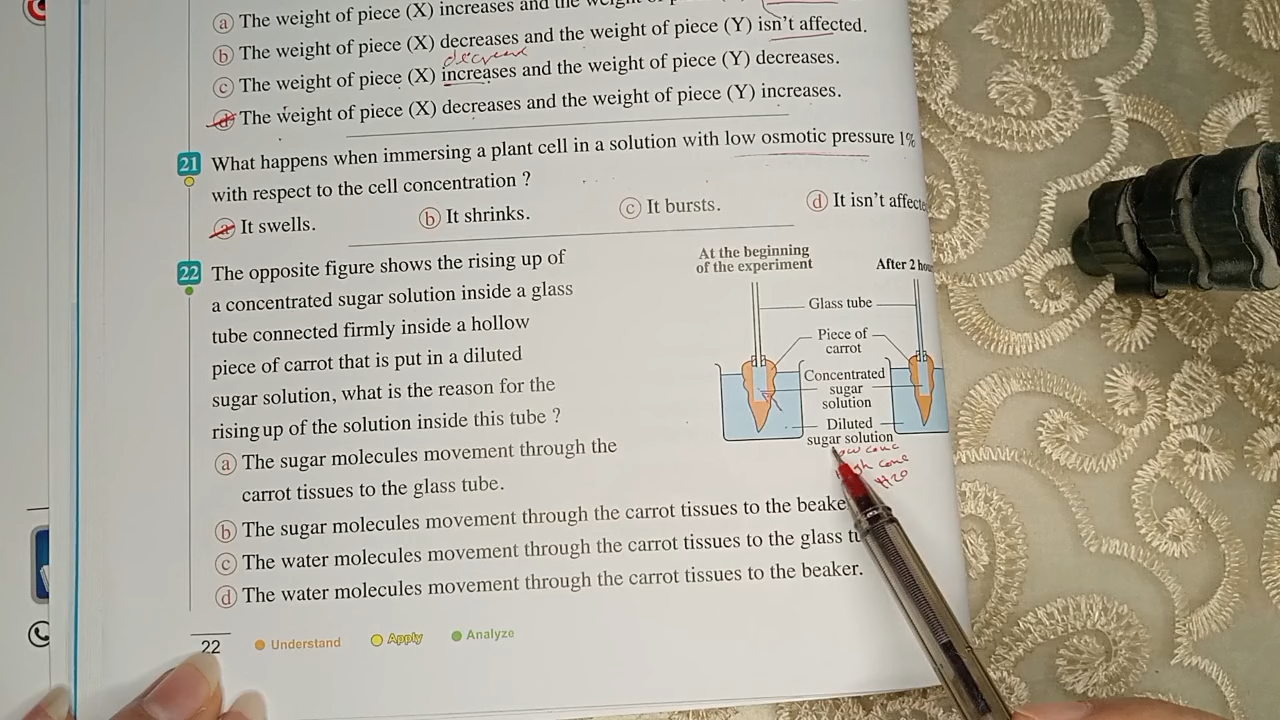 a The weight of piece (X) increases and the
b The weight of piece (X) decreases and the weight of piece (Y) isn't affected.
decrease
c The weight of piece (X) increases and the weight of piece (Y) decreases.
d The weight of piece (X) decreases and the weight of piece (Y) increases.
21 What happens when immersing a plant cell in a solution with low osmotic pressure 1%
with respect to the cell concentration ?
a It swells.
b It shrinks.
c It bursts.
d It isn't
22 The opposite figure shows the rising up of
a concentrated sugar solution inside a glass
tube connected firmly inside a hollow
piece of carrot that is put in a diluted
sugar solution, what is the reason for the
rising up of the solution inside this tube ?
At the beginning
of the experiment
After 2
Glass tube
Piece of
carrot
Concentrated
sugar
solution
Diluted
sugar solution
conc
conc
H2O
a The sugar molecules movement through the
carrot tissues to the glass tube.
b The sugar molecules movement through the carrot tissues to the
c The water molecules movement through the carrot tissues to the glass
d The water molecules movement through the carrot tissues to the beaker.
22
Understand
Apply
Analyze